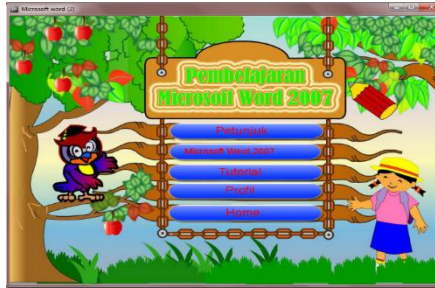 Microsoft word (2)
Pembelajaran
Microsoft Word 2007
Petunjuk
Microsoft Word 2007
Tutorial
Profil
Home